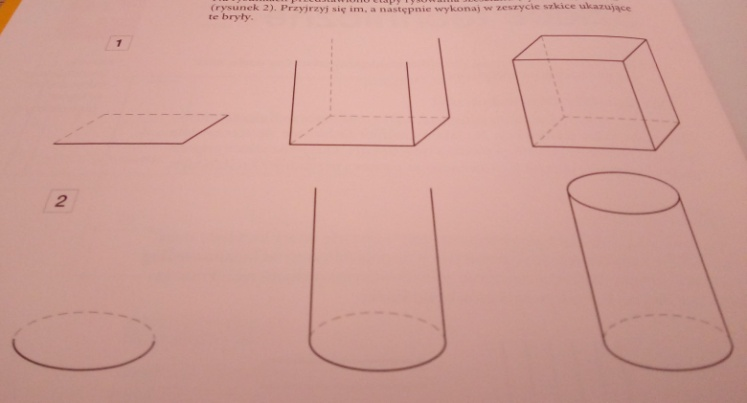 (rysunek 2). Przyjrzyj się im, a następnie wykonaj w zeszycie szkice ukazujące
te bryły.
1
2